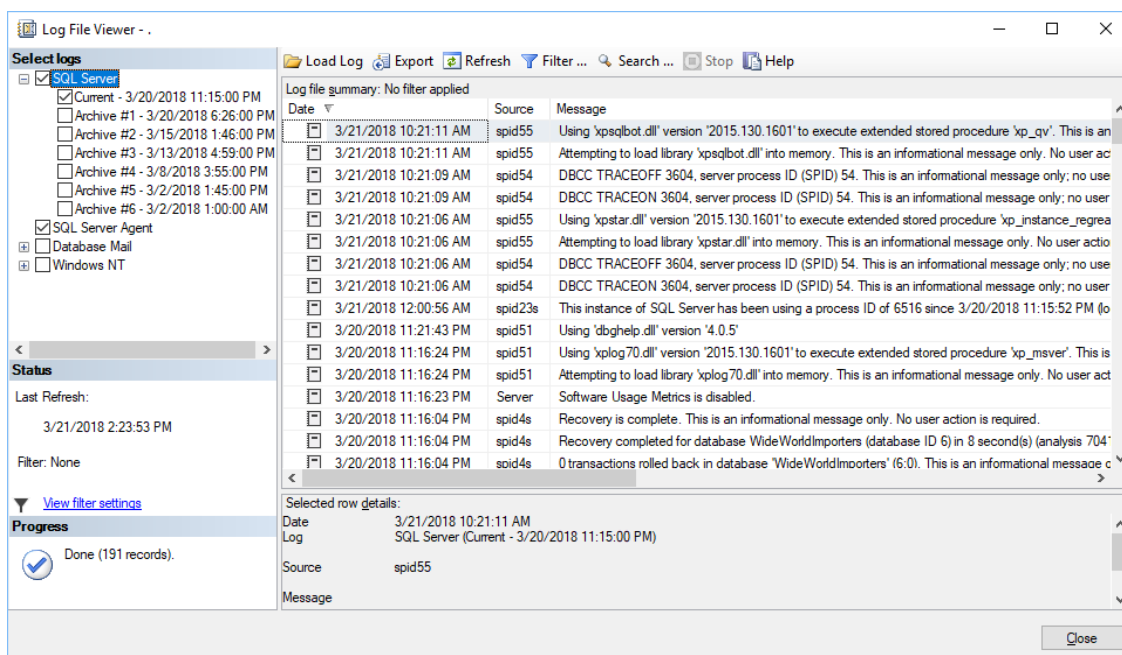 Log File Viewer - .
Select logs
SQL Server
Current - 3/20/2018 11:15:00 PM
Archive #1 - 3/20/2018 6:26:00 PM
Archive #2 - 3/15/2018 1:46:00 PM
Archive #3 - 3/13/2018 4:59:00 PM
Archive #4 - 3/8/2018 3:55:00 PM
Archive #5 - 3/2/2018 1:45:00 PM
Archive #6 - 3/2/2018 1:00:00 AM
SQL Server Agent
Database Mail
Windows NT
Status
Last Refresh:
3/21/2018 2:23:53 PM
Filter: None
View filter settings
Progress
Done (191 records).
Load Log Export Refresh Filter ... Search ... Stop Help
Log file summary: No filter applied
Date Source Message
3/21/2018 10:21:11 AM spid55 Using 'xpsqlbot.dll' version '2015.130.1601' to execute extended stored procedure 'xp_qv'. This is an
3/21/2018 10:21:11 AM spid55 Attempting to load library 'xpsqlbot.dll' into memory. This is an informational message only. No user
3/21/2018 10:21:09 AM spid54 DBCC TRACEOFF 3604, server process ID (SPID) 54. This is an informational message only; no use
3/21/2018 10:21:09 AM spid54 DBCC TRACEON 3604, server process ID (SPID) 54. This is an informational message only; no user
3/21/2018 10:21:06 AM spid55 Using 'xpstar.dll' version '2015.130.1601' to execute extended stored procedure 'xp_instance_regrea
3/21/2018 10:21:06 AM spid55 Attempting to load library 'xpstar.dll' into memory. This is an informational message only. No user actio
3/21/2018 10:21:06 AM spid54 DBCC TRACEOFF 3604, server process ID (SPID) 54. This is an informational message only; no use
3/21/2018 10:21:06 AM spid54 DBCC TRACEON 3604, server process ID (SPID) 54. This is an informational message only; no user
3/21/2018 12:00:56 AM spid23s This instance of SQL Server has been using a process ID of 6516 since 3/20/2018 11:15:52 PM (lo
3/20/2018 11:21:43 PM spid51 Using 'dbghelp.dll' version '4.0.5'
3/20/2018 11:16:24 PM spid51 Using 'xplog70.dll' version '2015.130.1601' to execute extended stored procedure 'xp_msver'. This is
3/20/2018 11:16:24 PM spid51 Attempting to load library 'xplog70.dll' into memory. This is an informational message only. No user act
3/20/2018 11:16:23 PM Server Software Usage Metrics is disabled.
3/20/2018 11:16:04 PM spid4s Recovery is complete. This is an informational message only. No user action is required.
3/20/2018 11:16:04 PM spid4s Recovery completed for database WideWorldImporters (database ID 6) in 8 second(s) (analysis 7041
3/20/2018 11:16:04 PM spid4s 0 transactions rolled back in database 'WideWorldImporters' (6:0). This is an informational message
Selected row details:
Date 3/21/2018 10:21:11 AM
Log SQL Server (Current - 3/20/2018 11:15:00 PM)
Source spid55
Message
Close